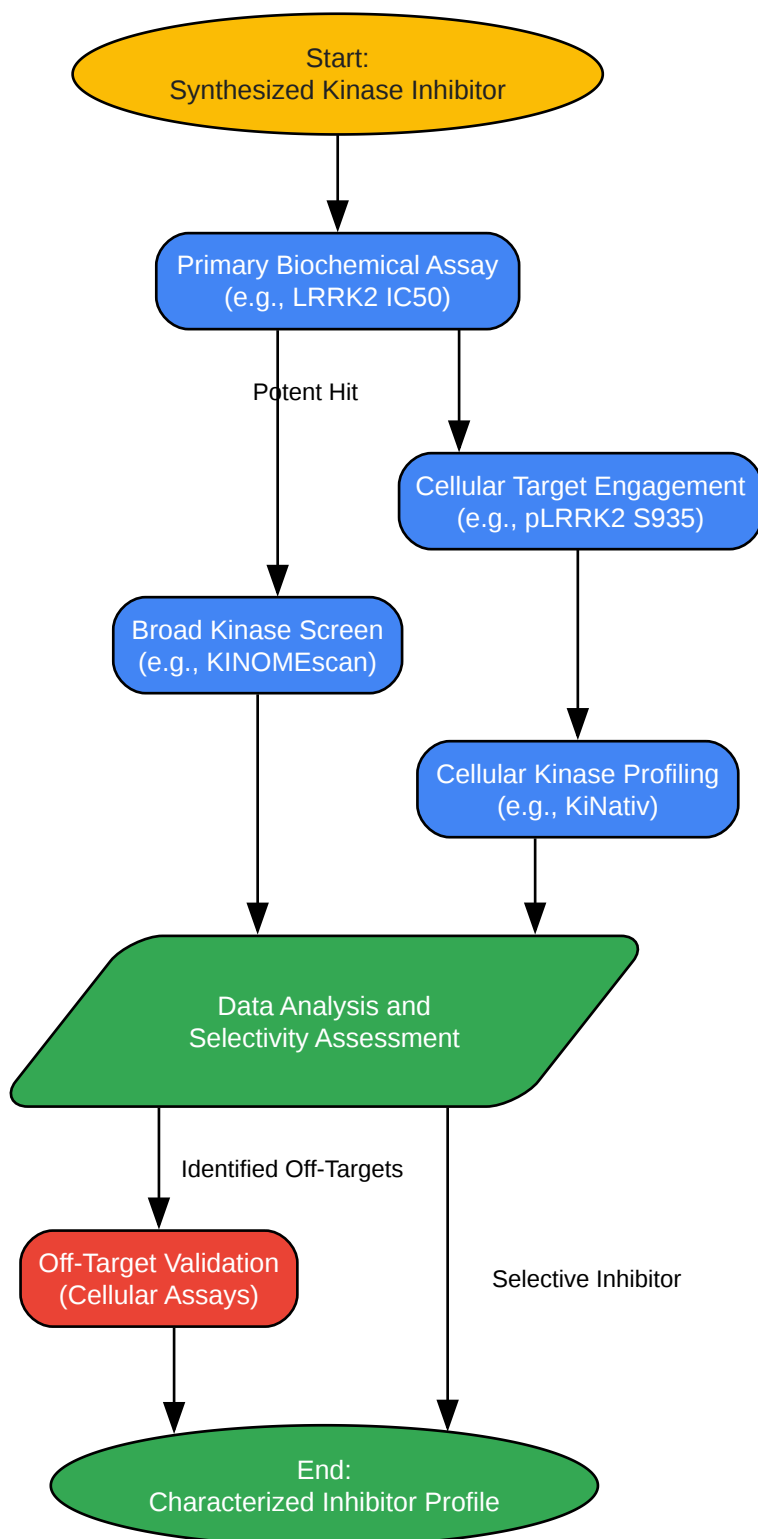 Start:
Synthesized Kinase Inhibitor
Primary Biochemical Assay
(e.g., LRRK2 IC50)
Potent Hit
Cellular Target Engagement
(e.g., pLRRK2 S935)
Broad Kinase Screen
(e.g., KINOMEscan)
Cellular Kinase Profiling
(e.g., KiNativ)
Data Analysis and
Selectivity Assessment
Identified Off-Targets
Off-Target Validation
(Cellular Assays)
Selective Inhibitor
End:
Characterized Inhibitor Profile